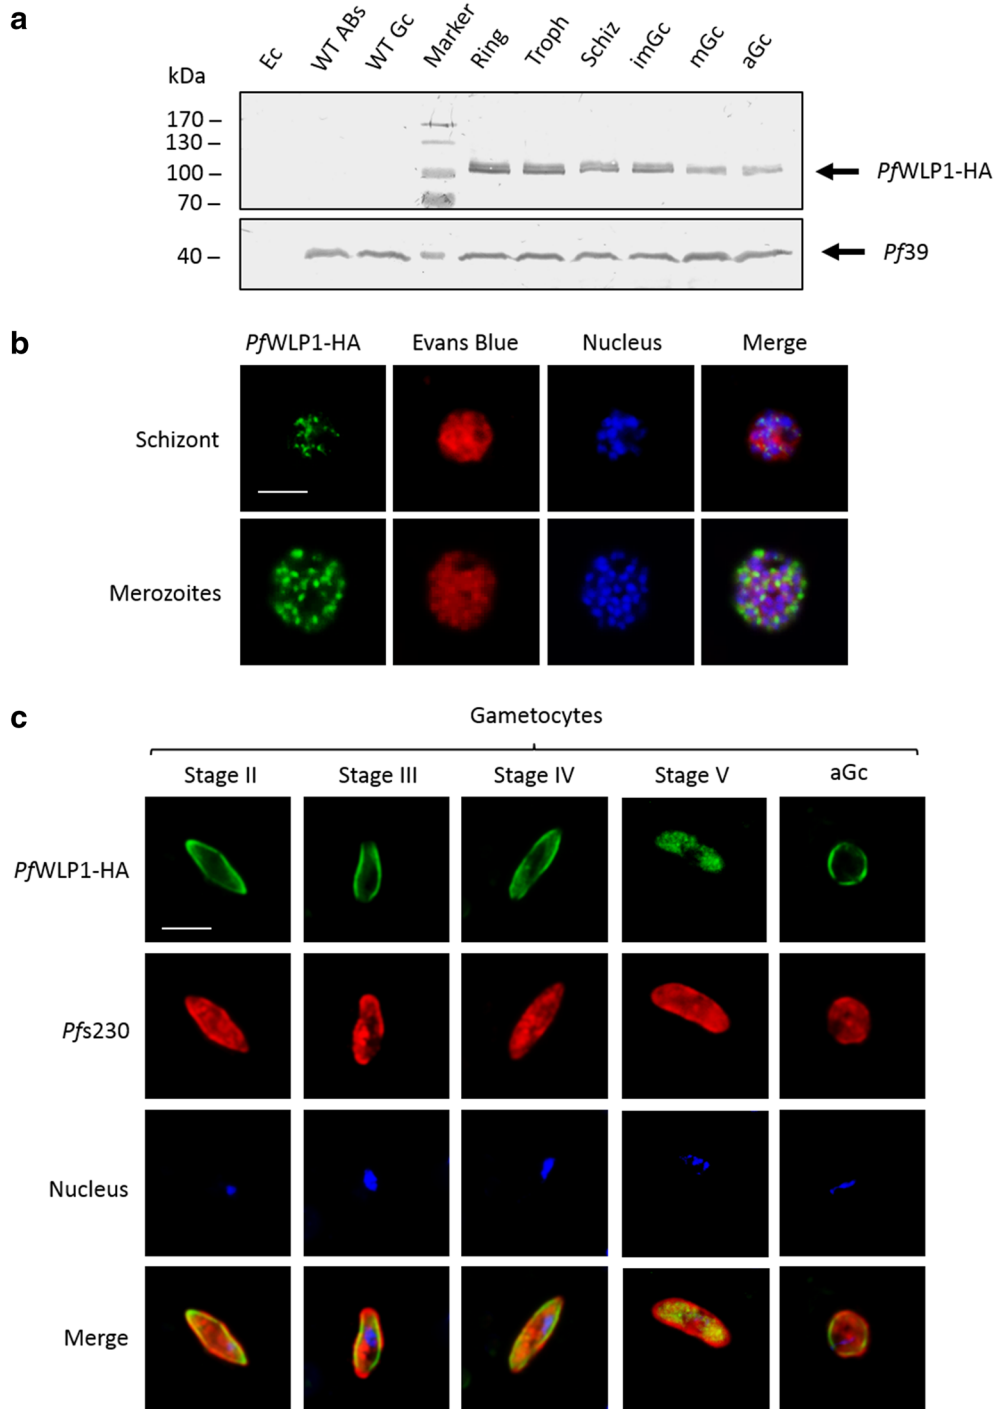 a
Ec
WT ABs
WT Gc
Marker
Ring
Troph
Schiz
imGc
mGc
aGc
kDa
170 –
130 –
100 –
70 –
PfWLP1-HA
40 –
Pf39
b
PfWLP1-HA Evans Blue Nucleus Merge
Schizont
Merozoites
c
Gametocytes
Stage II Stage III Stage IV Stage V aGc
PfWLP1-HA
Pfs230
Nucleus
Merge